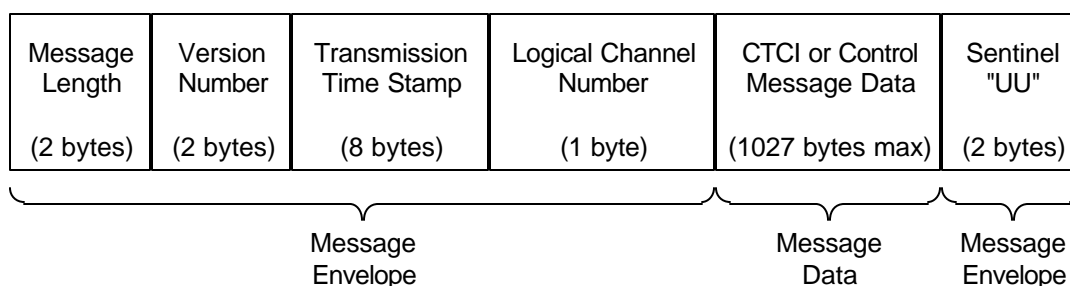 Message Length
(2 bytes)
Version Number
(2 bytes)
Transmission Time Stamp
(8 bytes)
Logical Channel Number
(1 byte)
CTCI or Control Message Data
(1027 bytes max)
Sentinel "UU"
(2 bytes)
Message Envelope
Message Data
Message Envelope